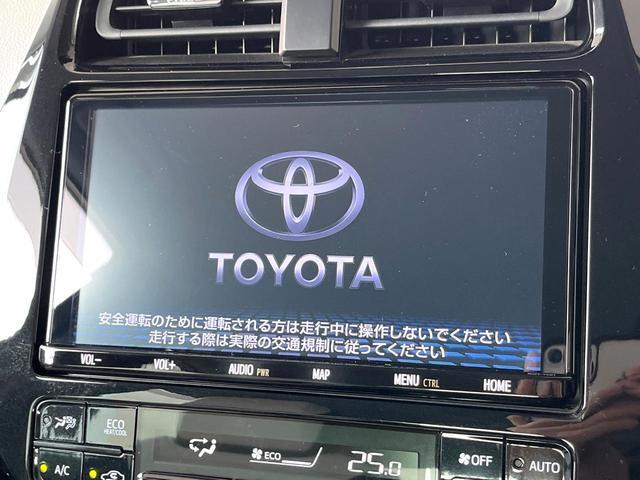 TOYOTA
安全運転のために運転される方は走行中に操作しないでください
走行する際は実際の交通規制に従ってください
VOL− VOL+ AUDIO PWR MAP MENU CTRL HOME
ECO
HEAT/COOL
ECO 25.0 OFF AUTO
A/C